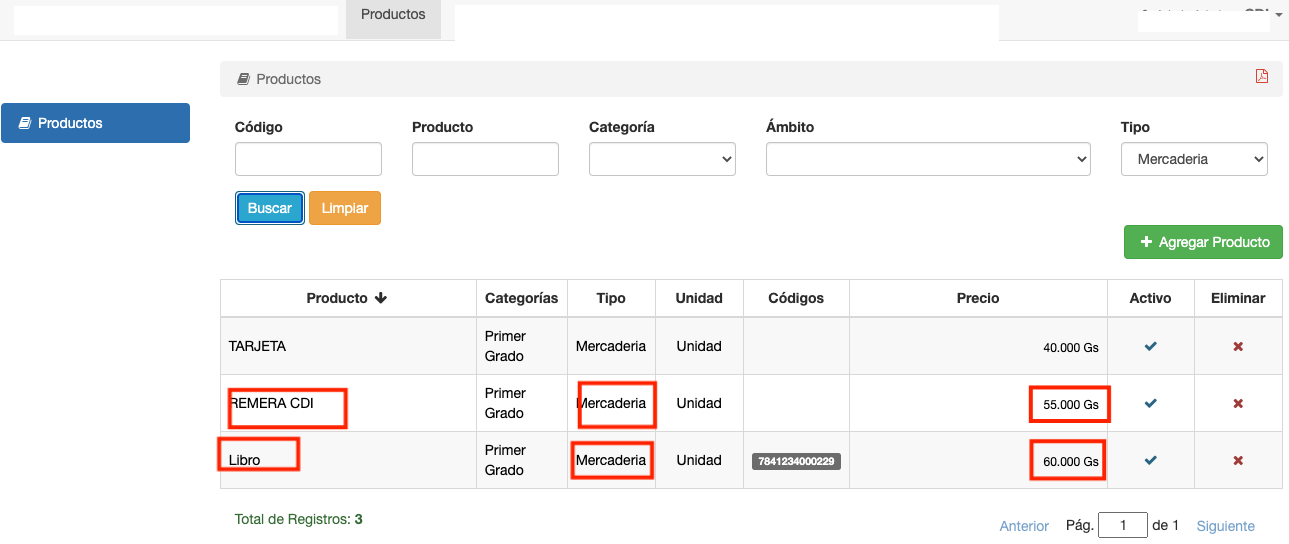 Productos
Productos
Productos
Código Producto Categoría Ámbito Tipo
Mercaderia
Buscar Limpiar
+ Agregar Producto
Producto Categorías Tipo Unidad Códigos Precio Activo Eliminar
TARJETA Primer Grado Mercaderia Unidad 40.000 Gs
REMERA CDI Primer Grado Mercaderia Unidad 55.000 Gs
Libro Primer Grado Mercaderia Unidad 7841234000229 60.000 Gs
Total de Registros: 3
Anterior Pág. 1 de 1 Siguiente